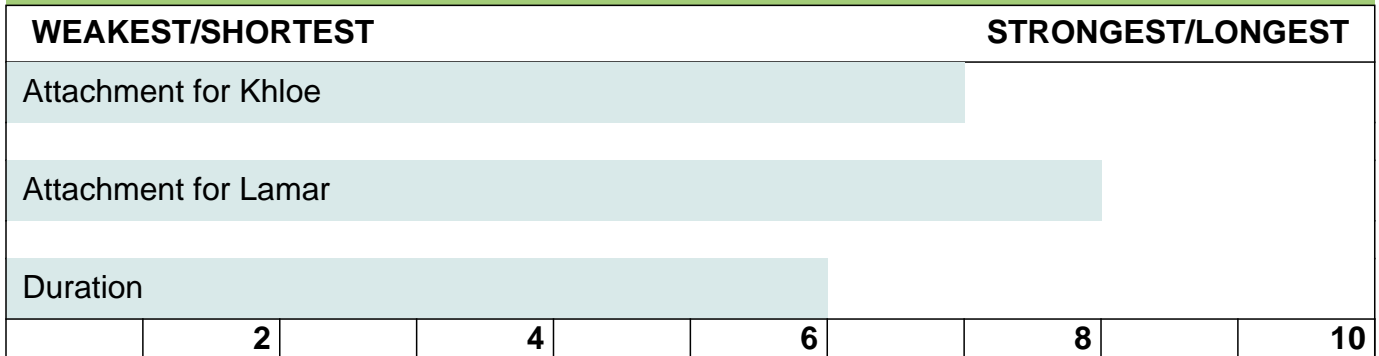 WEAKEST/SHORTEST STRONGEST/LONGEST
Attachment for Khloe
Attachment for Lamar
Duration
2 4 6 8 10